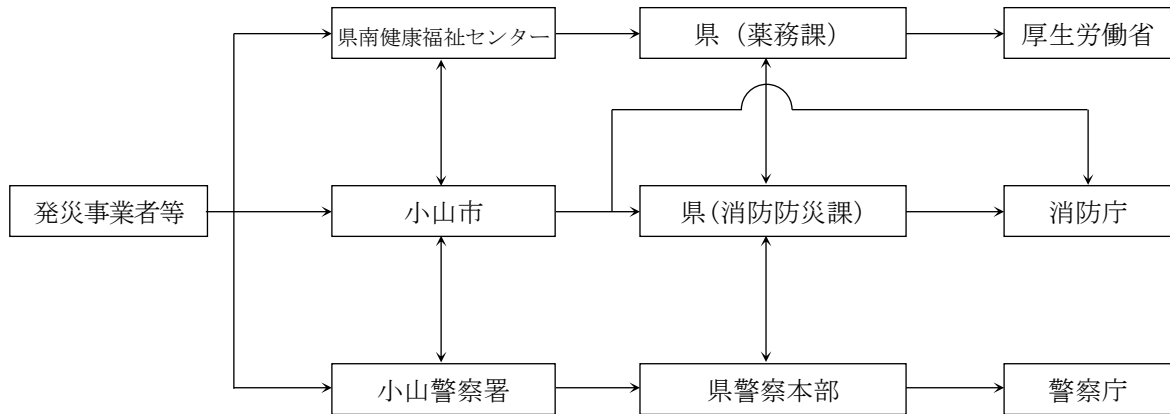 県南健康福祉センター
県（薬務課）
厚生労働省
発災事業者等
小山市
県(消防防災課)
消防庁
小山警察署
県警察本部
警察庁